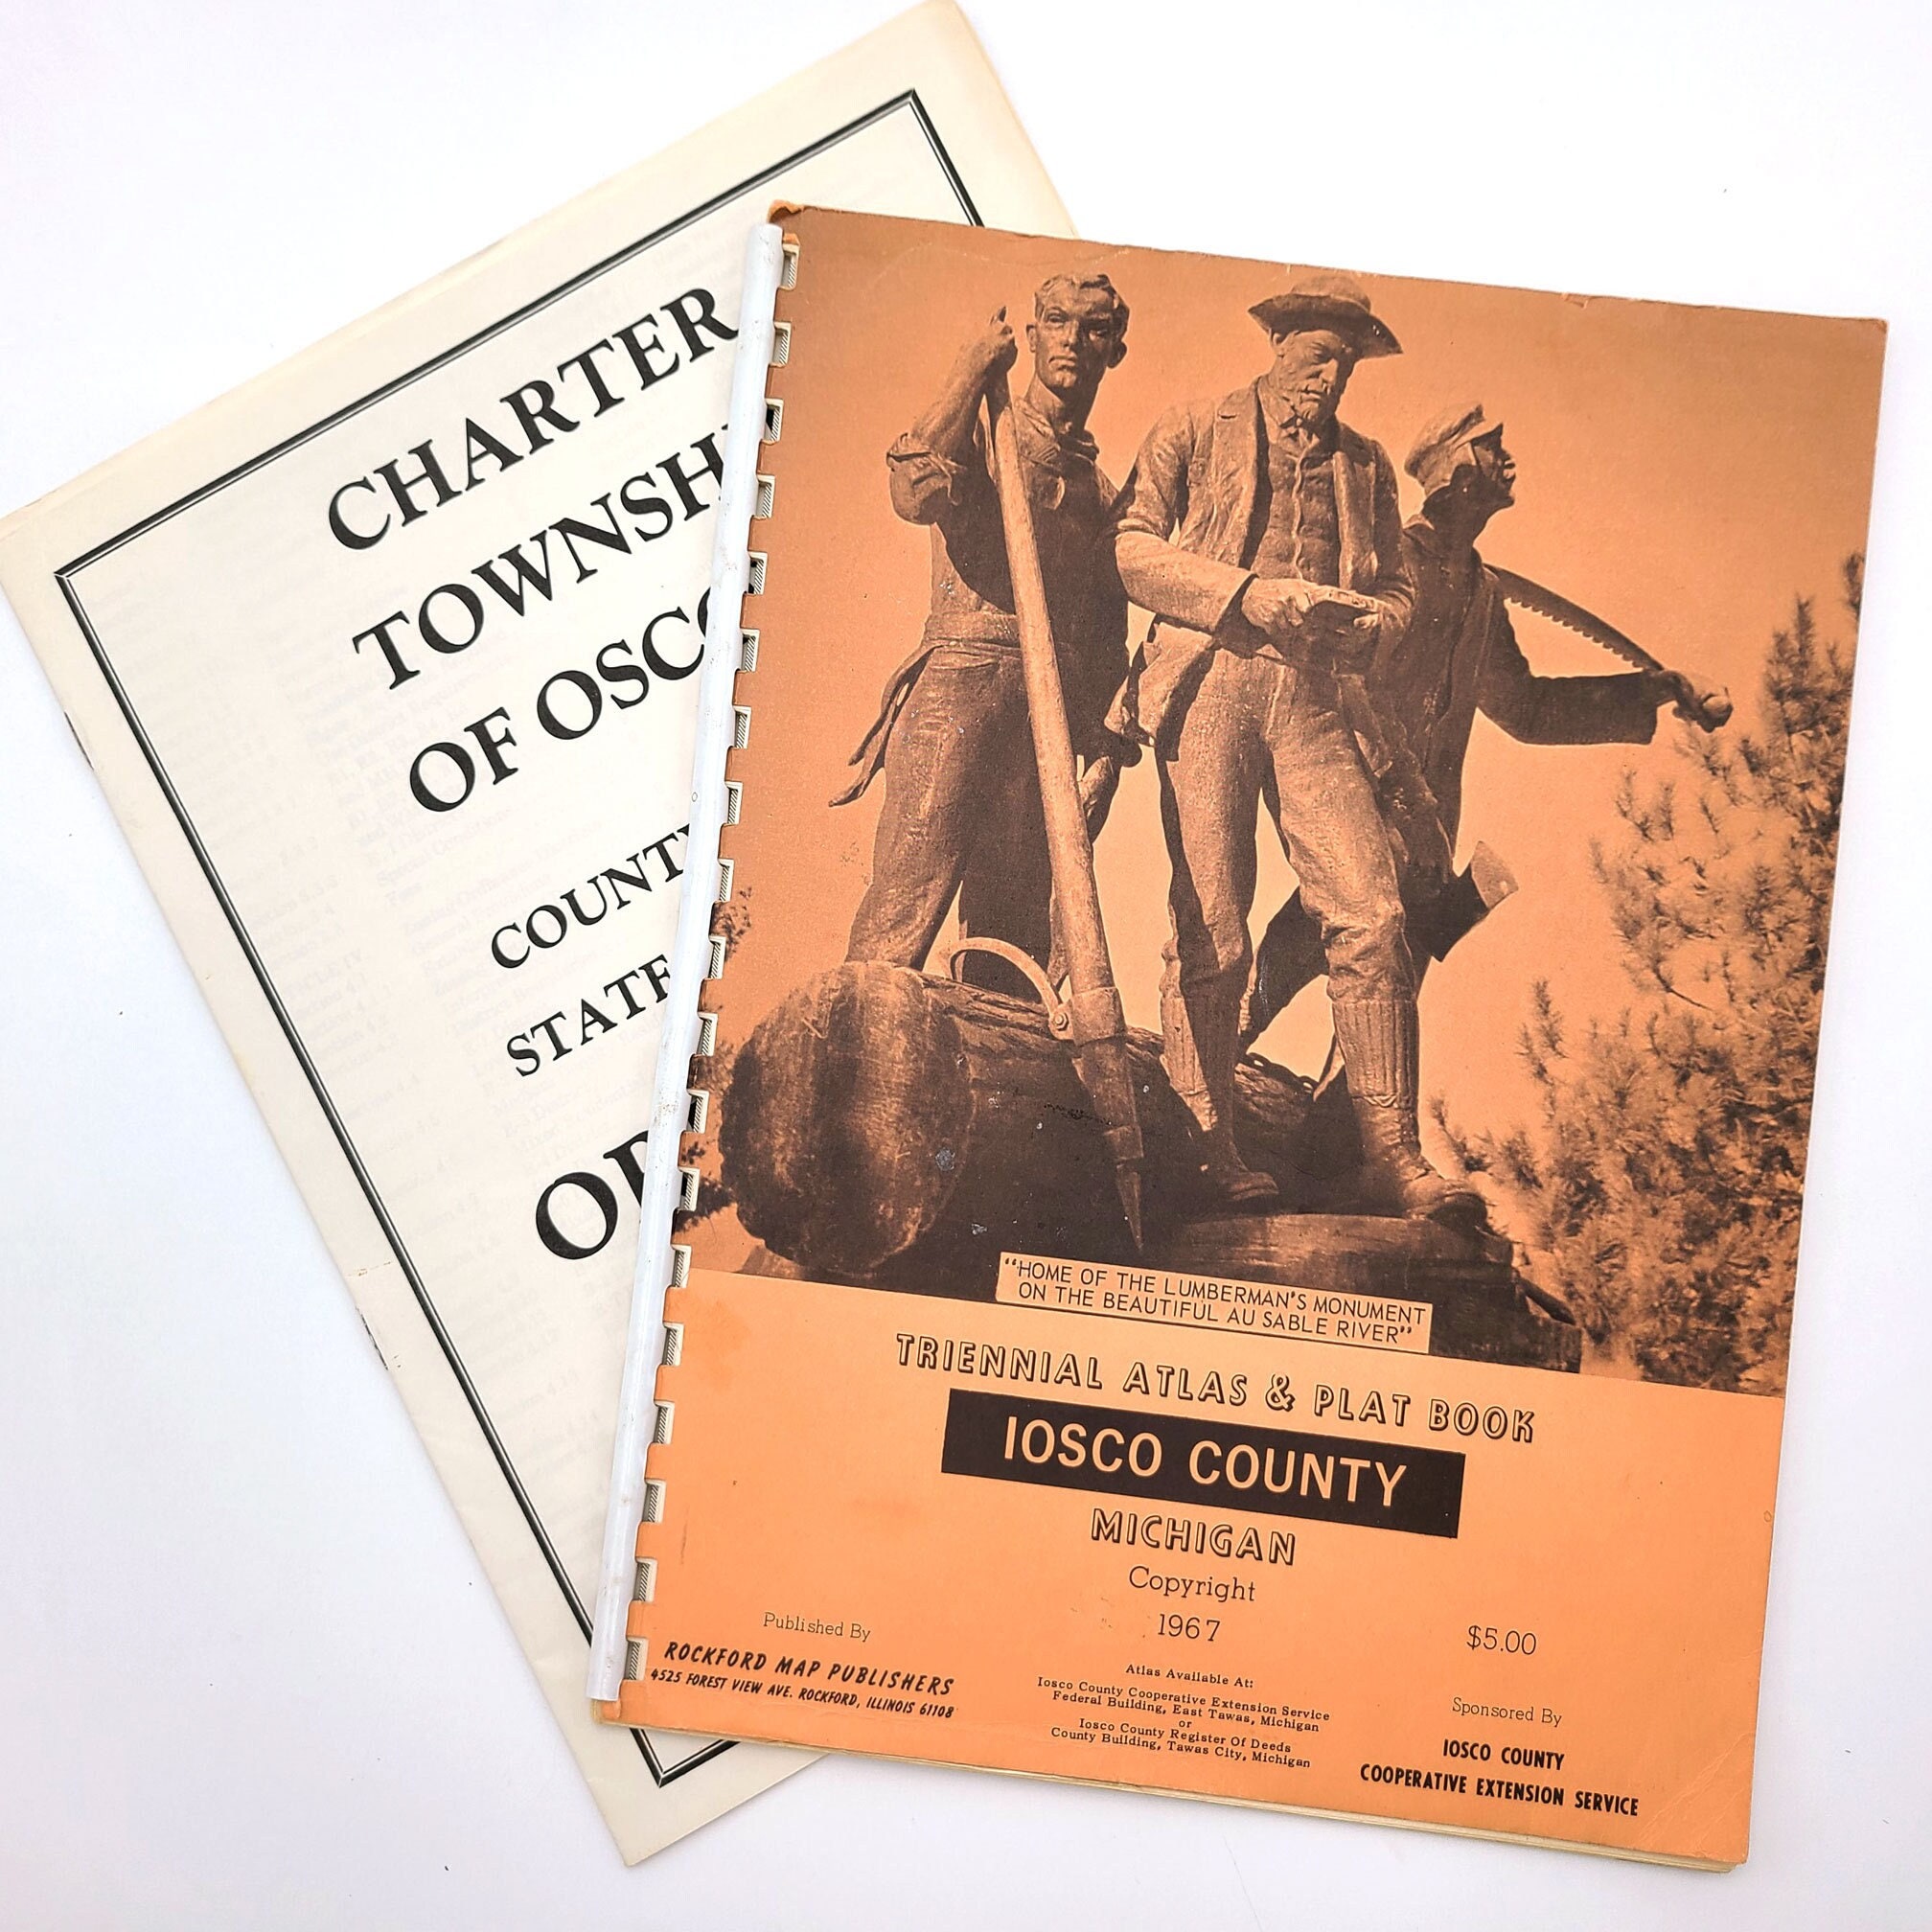 CHARTER
TOWNSHI
OF OSCO
COUNTY
STATE
OR
"HOME OF THE LUMBERMAN'S MONUMENT
ON THE BEAUTIFUL AU SABLE RIVER"
TRIENNIAL ATLAS & PLAT BOOK
IOSCO COUNTY
MICHIGAN
Copyright
1967
$5.00
Published By
ROCKFORD MAP PUBLISHERS
4525 FOREST VIEW AVE. ROCKFORD, ILLINOIS 61108
Atlas Available At:
Iosco County Cooperative Extension Service
Federal Building, East Tawas, Michigan
or
Iosco County Register Of Deeds
County Building, Tawas City, Michigan
Sponsored By
IOSCO COUNTY
COOPERATIVE EXTENSION SERVICE